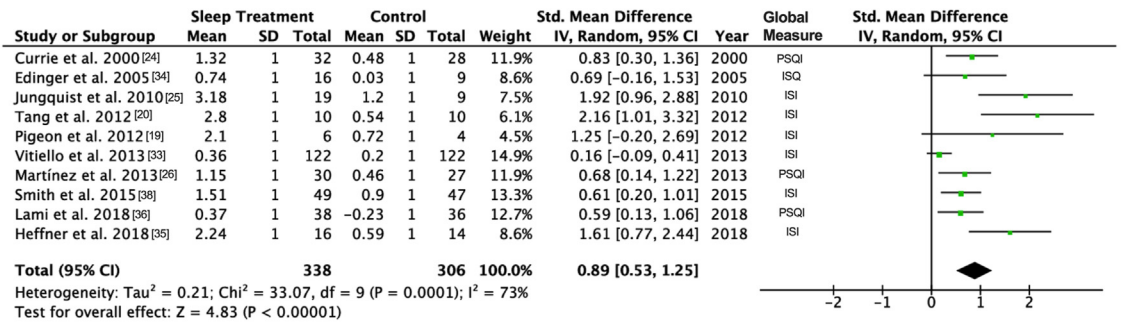 Sleep Treatment Control Std. Mean Difference Global Std. Mean Difference
Study or Subgroup Mean SD Total Mean SD Total Weight IV, Random, 95% CI Year Measure IV, Random, 95% CI
Currie et al. 2000[24] 1.32 1 32 0.48 1 28 11.9% 0.83 [0.30, 1.36] 2000 PSQI
Edinger et al. 2005[34] 0.74 1 16 0.03 1 9 8.6% 0.69 [-0.16, 1.53] 2005 ISQ
Jungquist et al. 2010[25] 3.18 1 19 1.2 1 9 7.5% 1.92 [0.96, 2.88] 2010 ISI
Tang et al. 2012[20] 2.8 1 10 0.54 1 10 6.1% 2.16 [1.01, 3.32] 2012 ISI
Pigeon et al. 2012[19] 2.1 1 6 0.72 1 4 4.5% 1.25 [-0.20, 2.69] 2012 ISI
Vitiello et al. 2013[33] 0.36 1 122 0.2 1 122 14.9% 0.16 [-0.09, 0.41] 2013 ISI
Martínez et al. 2013[26] 1.15 1 30 0.46 1 27 11.9% 0.68 [0.14, 1.22] 2013 PSQI
Smith et al. 2015[38] 1.51 1 49 0.9 1 47 13.3% 0.61 [0.20, 1.01] 2015 ISI
Lami et al. 2018[36] 0.37 1 38 -0.23 1 36 12.7% 0.59 [0.13, 1.06] 2018 PSQI
Heffner et al. 2018[35] 2.24 1 16 0.59 1 14 8.6% 1.61 [0.77, 2.44] 2018 ISI
Total (95% CI) 338 306 100.0% 0.89 [0.53, 1.25]
Heterogeneity: Tau² = 0.21; Chi² = 33.07, df = 9 (P = 0.0001); I² = 73%
-2 -1 0 1 2
Test for overall effect: Z = 4.83 (P < 0.00001)